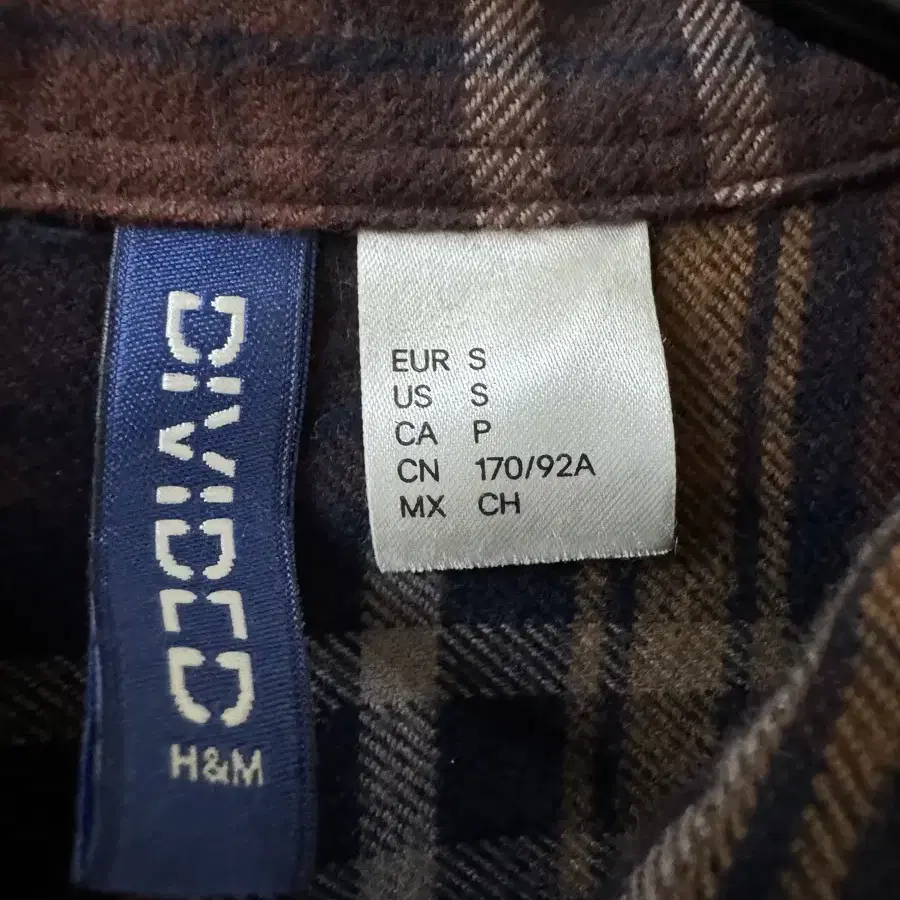 DIVIDED
H&M
EUR S
US S
CA P
CN 170/92A
MX CH